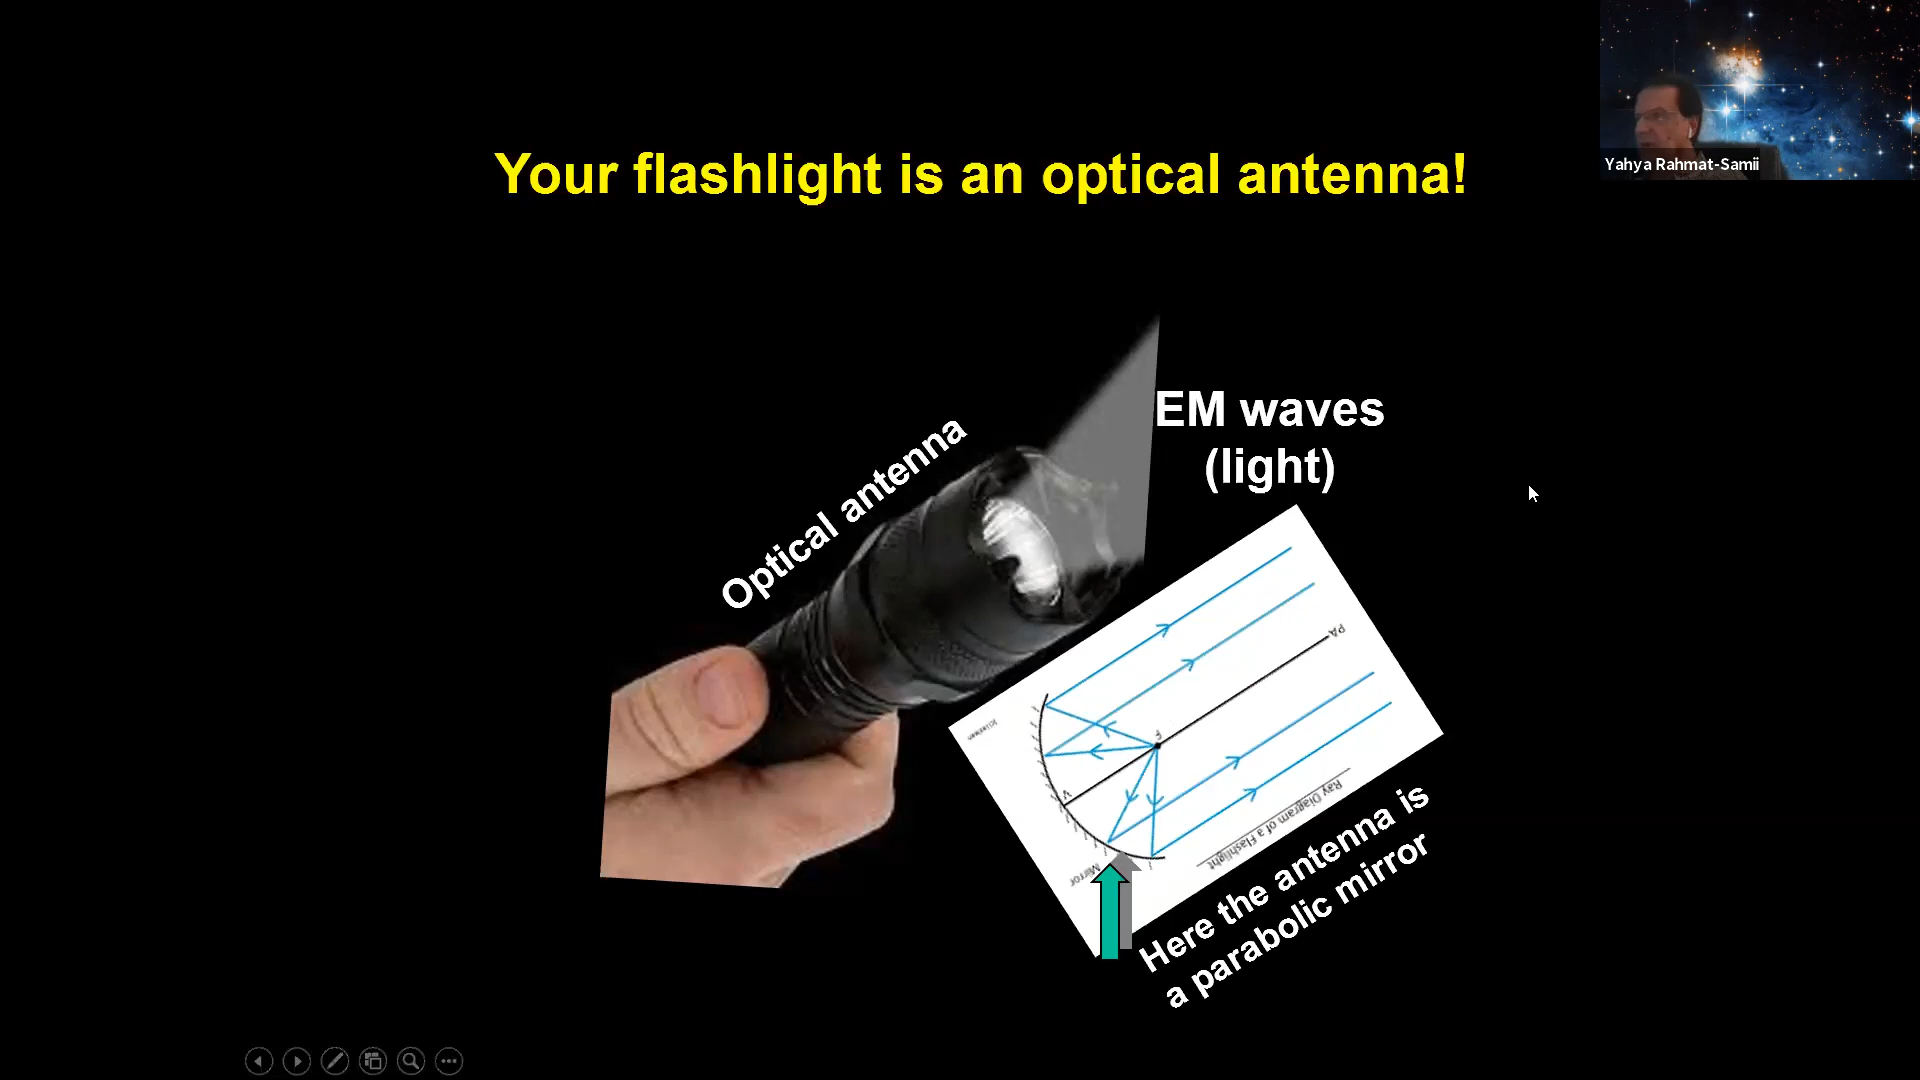 Your flashlight is an optical antenna!
Yahya Rahmat-Samii
EM waves
(light)
Optical antenna
PA
F
V
Mirror
Ray Diagram of a Flashlight
Here the antenna is
a parabolic mirror